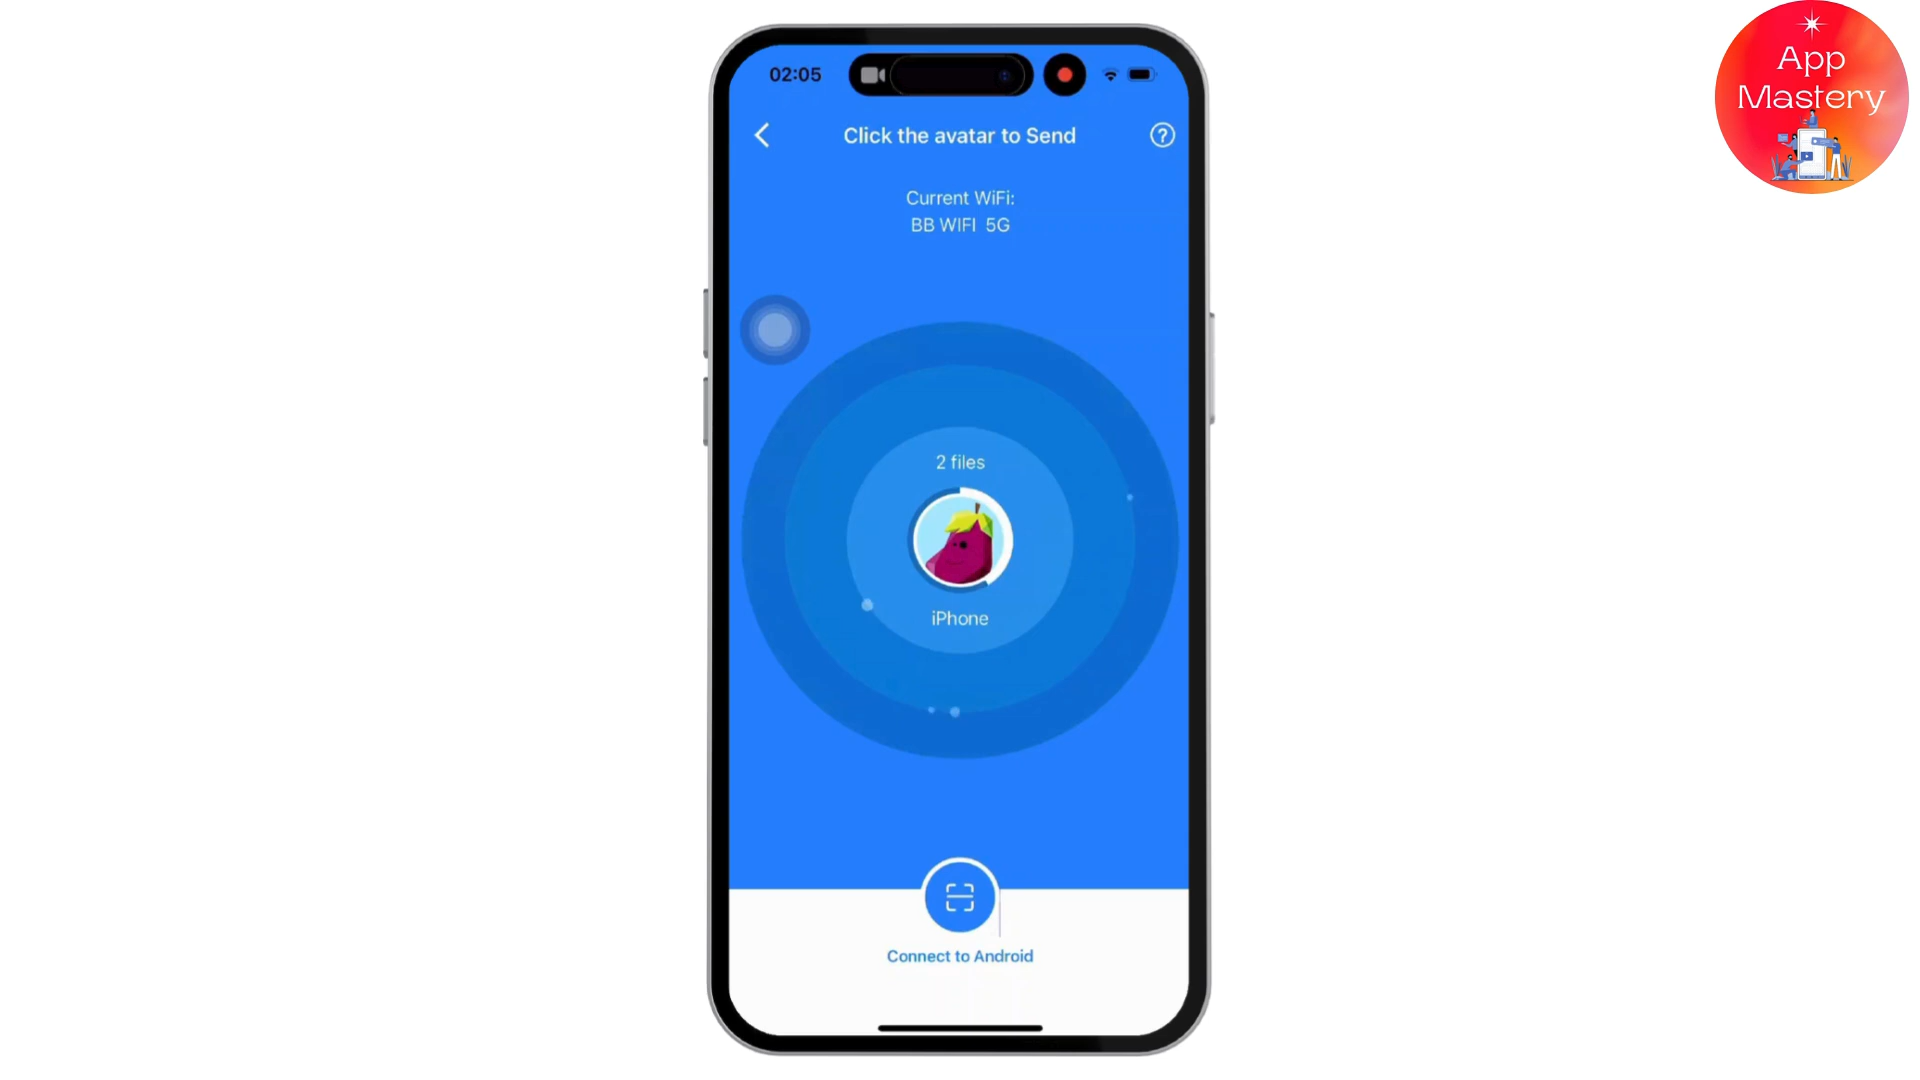 02:05
Click the avatar to Send
?
Current WiFi:
BB WIFI 5G
2 files
iPhone
Connect to Android
App
Mastery